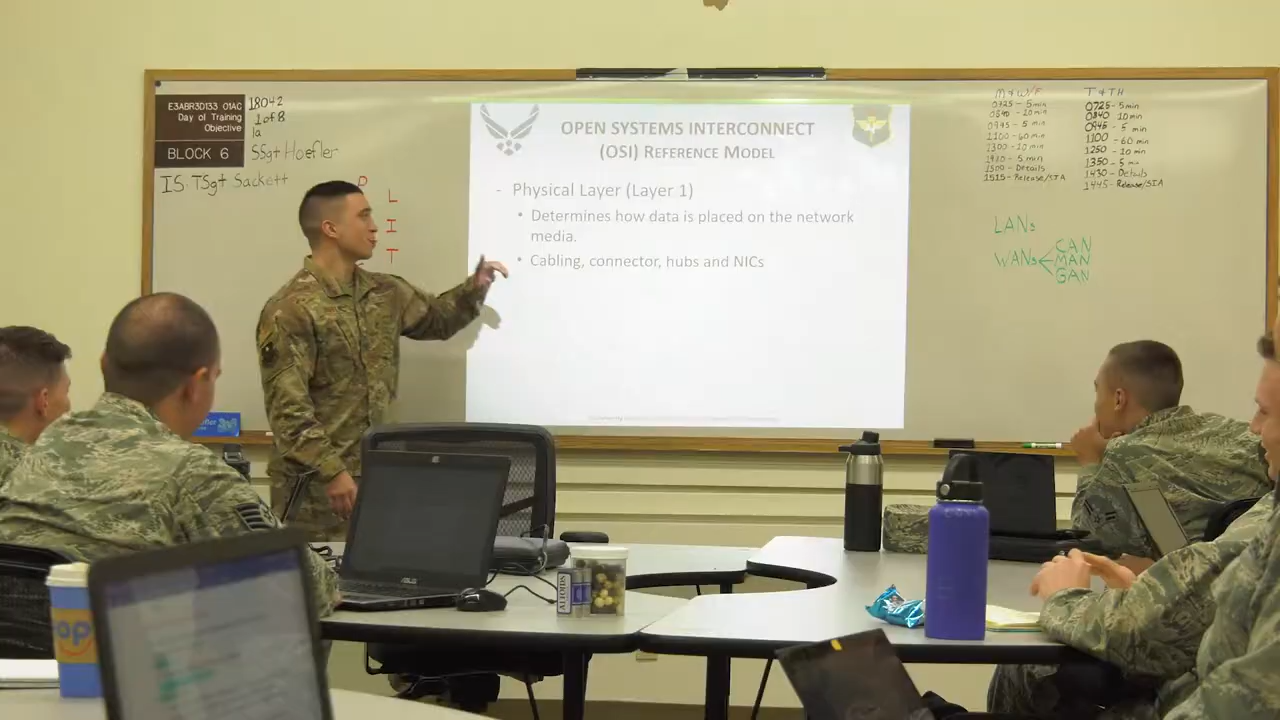 E3ABR3D133 01AC
Day of Training
Objective
BLOCK 6
18042
1 of 8
1a
SSgt Hoefler
IS: TSgt Sackett
L
I
T
OPEN SYSTEMS INTERCONNECT
(OSI) REFERENCE MODEL
- Physical Layer (Layer 1)
• Determines how data is placed on the network
media.
• Cabling, connector, hubs and NICs
M & W/F
0725 - 5 min
0840 - 10 min
0945 - 5 min
1100 - 60 min
1300 - 10 min
1410 - 5 min
1500 - Details
1515 - Release/SIA
T & TH
0725 - 5 min
0840 10 min
0945 - 5 min
1100 - 60 min
1250 - 10 min
1350 - 5 min
1430 - Details
1445 - Release/SIA
LANs
WANs
CAN
MAN
GAN
ASUS
ALTOIDS